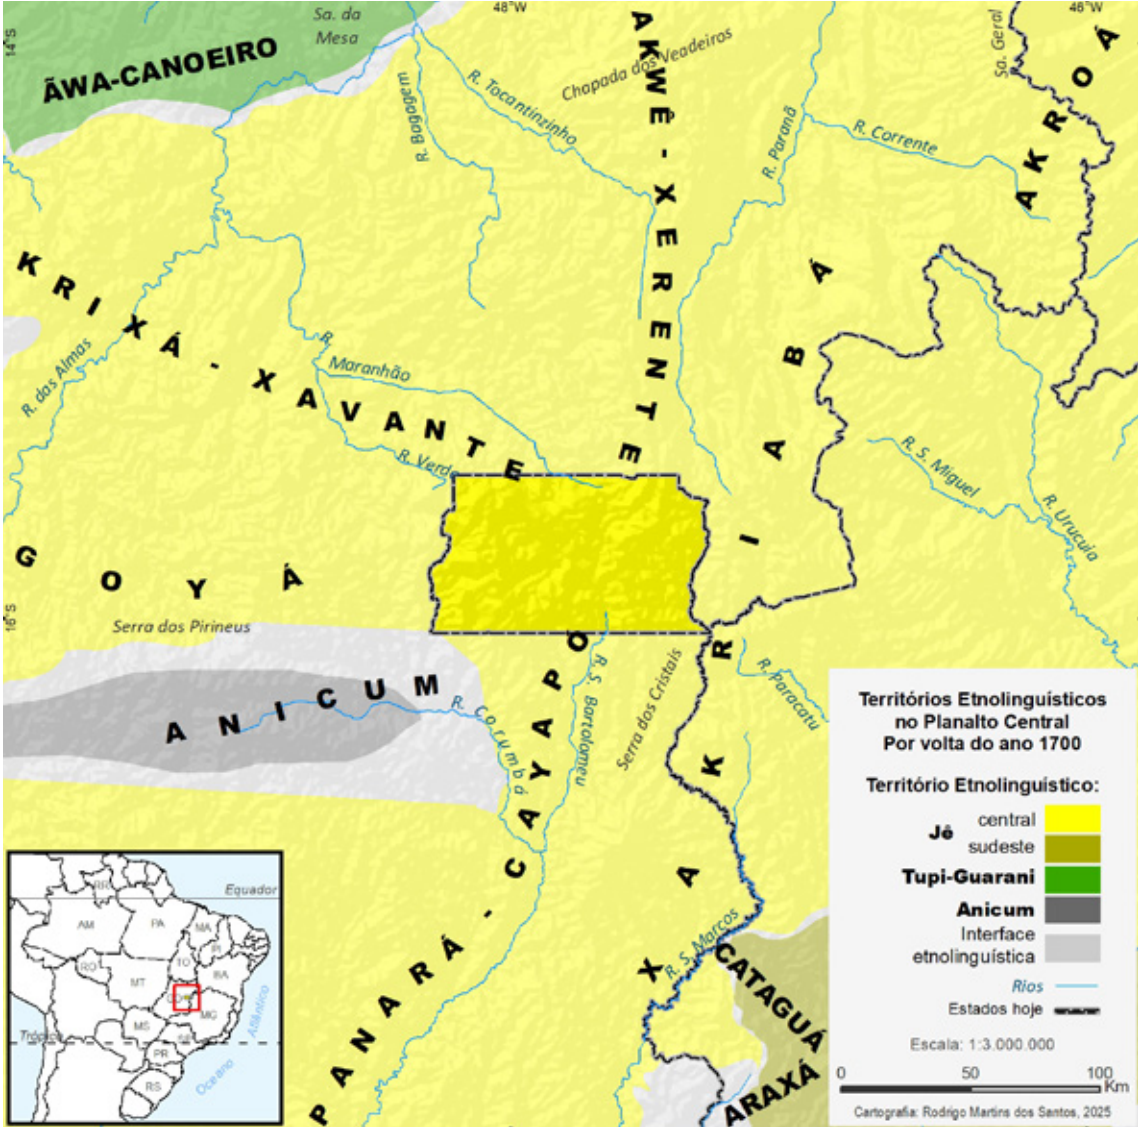 48°W
46°W
14°S
16°S
Sa. da
Mesa
ÃWA-CANOEIRO
R. Bagagem
R. Tocantinzinho
Chapada dos Veadeiros
AKWÊ-XERENTE
R. Paranã
R. Corrente
Sa. Geral
AKROÁ
KRIXÁ-XAVANTE
R. das Almas
R.
Maranhão
R. Verde
XAKRIABÁ
R. S. Miguel
R. Urucuia
GOYÁ
Serra dos Pirineus
ANICUM
R. Corumbá
PANARÁ-CAYAPÓ
R.S. Bartolomeu
Serra dos Cristais
R. Paracatu
R. S. Marcos
CATAGUÁ
ARAXÁ
Territórios Etnolinguísticos
no Planalto Central
Por volta do ano 1700
Território Etnolinguístico:
Jê
central
sudeste
Tupi-Guarani
Anicum
Interface
etnolinguística
Rios
Estados hoje
Escala: 1:3.000.000
0 50 100 Km
Cartografia: Rodrigo Martins dos Santos, 2025
Equador
RR
AM
PA
MA
PI
RO
TO
BA
MT
GO
MG
MS
PR
RS
Atlântico
Oceano